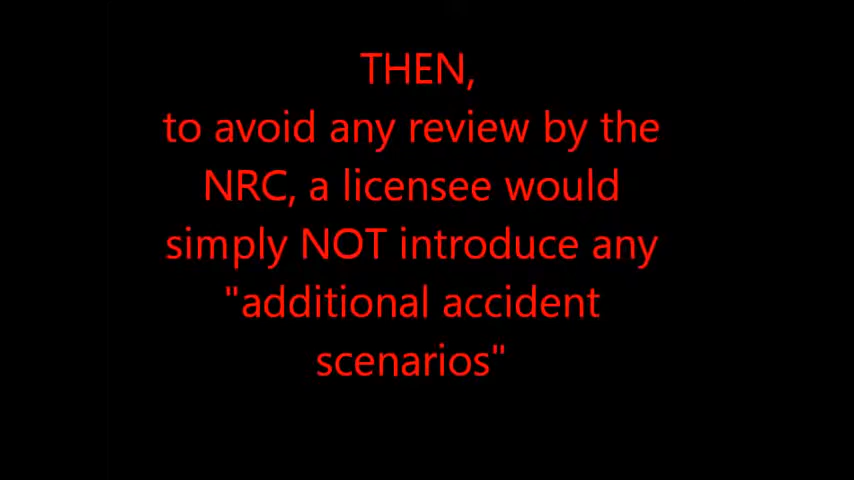 THEN,
to avoid any review by the
NRC, a licensee would
simply NOT introduce any
"additional accident
scenarios"